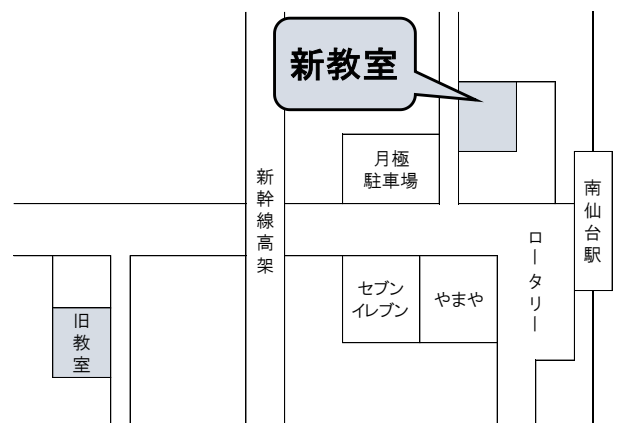 新教室
月極
駐車場
新幹線高架
南仙台駅
ロータリー
セブン
イレブン
やまや
旧教室